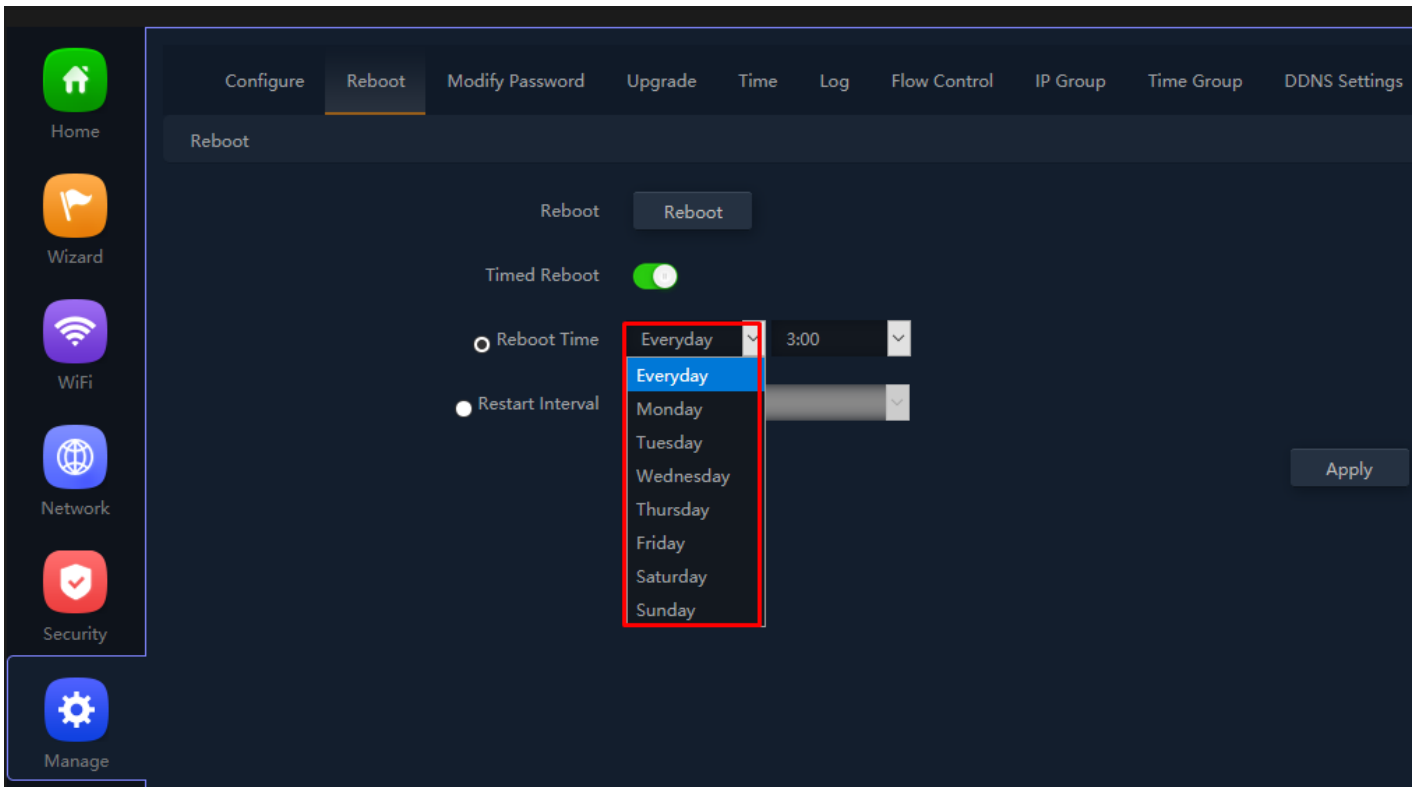 Configure Reboot Modify Password Upgrade Time Log Flow Control IP Group Time Group DDNS Settings
Home
Reboot
Reboot Reboot
Wizard
Timed Reboot
Reboot Time Everyday 3:00
Everyday
WiFi
Restart Interval
Monday
Tuesday
Wednesday
Apply
Network
Thursday
Friday
Saturday
Sunday
Security
Manage